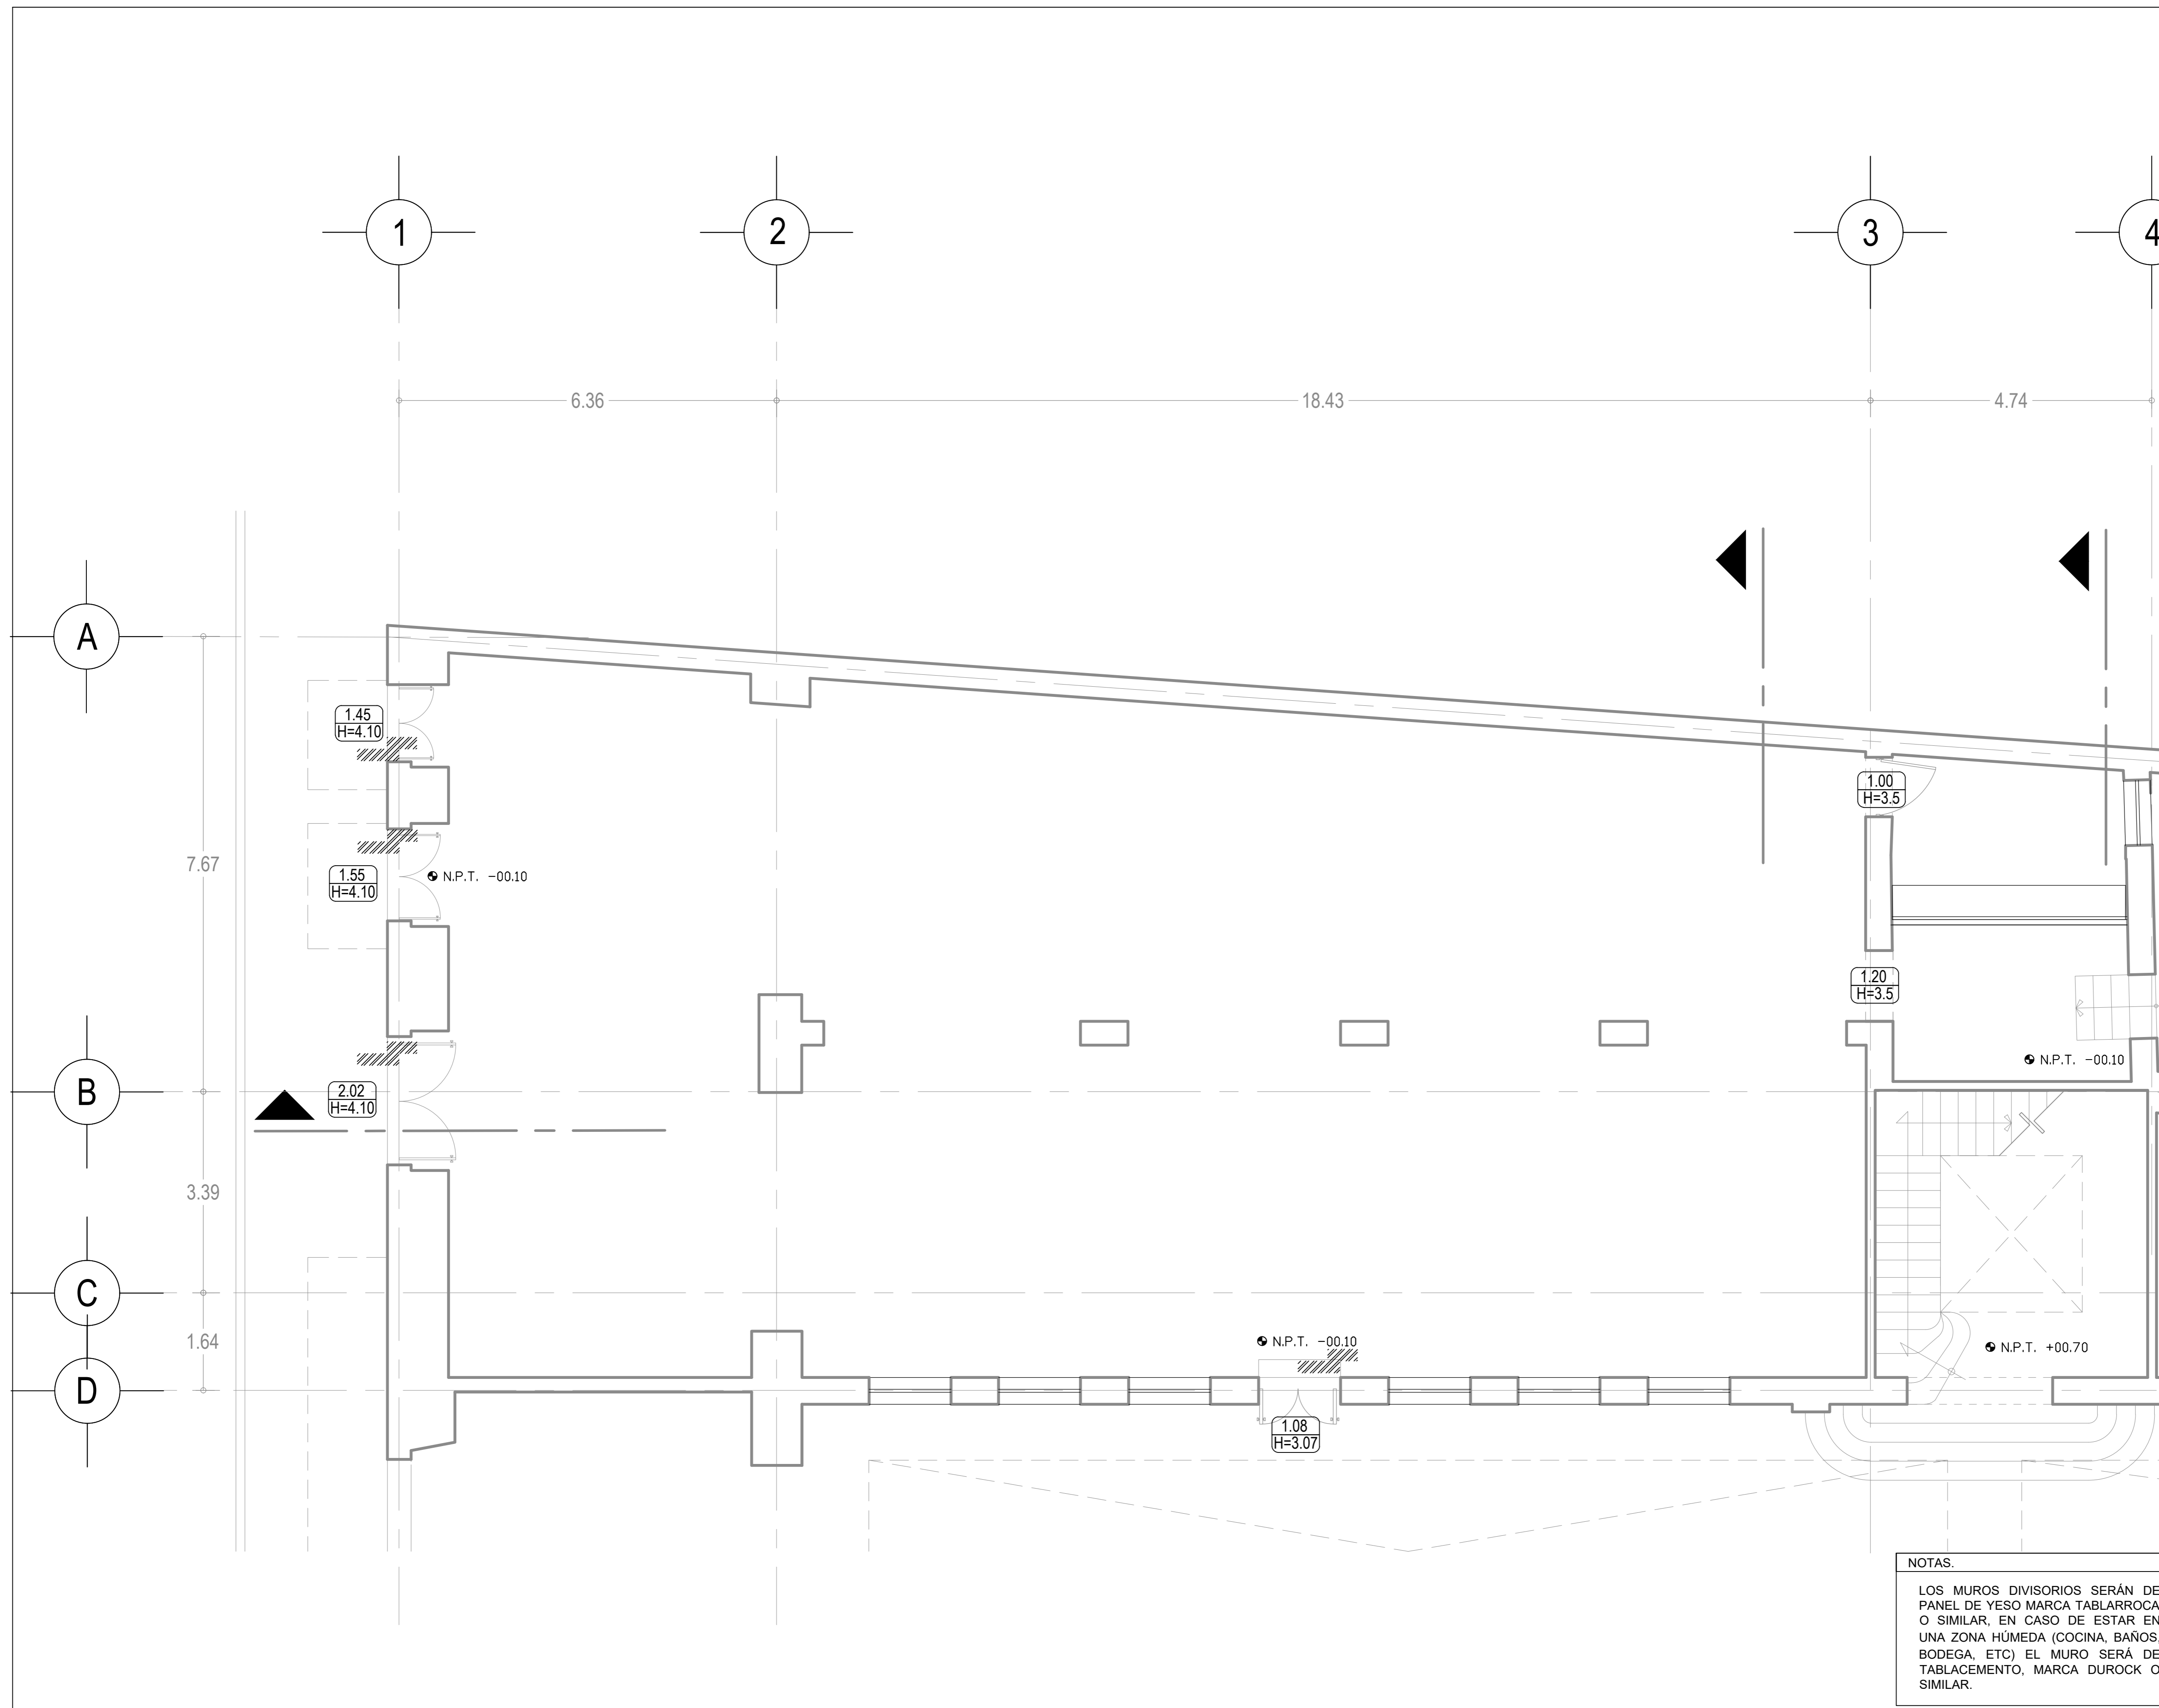 1
2
3
4
6.36
18.43
4.74
A
1.45
H=4.10
1.00
H=3.5
7.67
1.55
H=4.10
N.P.T. -00.10
1.20
H=3.5
N.P.T. -00.10
B
2.02
H=4.10
3.39
C
1.64
N.P.T. -00.10
N.P.T. +00.70
D
1.08
H=3.07
NOTAS.
LOS MUROS DIVISORIOS SERÁN DE
PANEL DE YESO MARCA TABLARROCA
O SIMILAR, EN CASO DE ESTAR EN
UNA ZONA HÚMEDA (COCINA, BAÑOS,
BODEGA, ETC) EL MURO SERÁ DE
TABLACEMENTO, MARCA DUROCK O
SIMILAR.